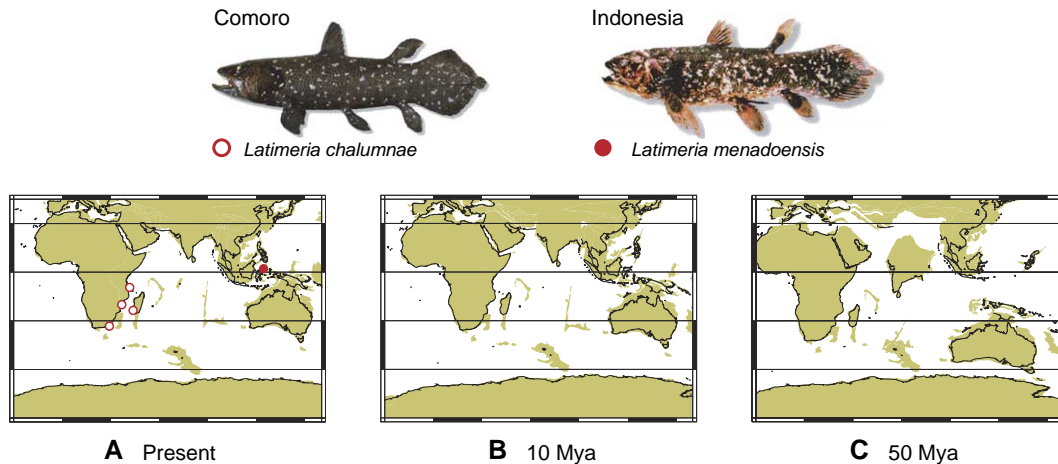 Comoro
Indonesia
Latimeria chalumnae
Latimeria menadoensis
A Present
B 10 Mya
C 50 Mya